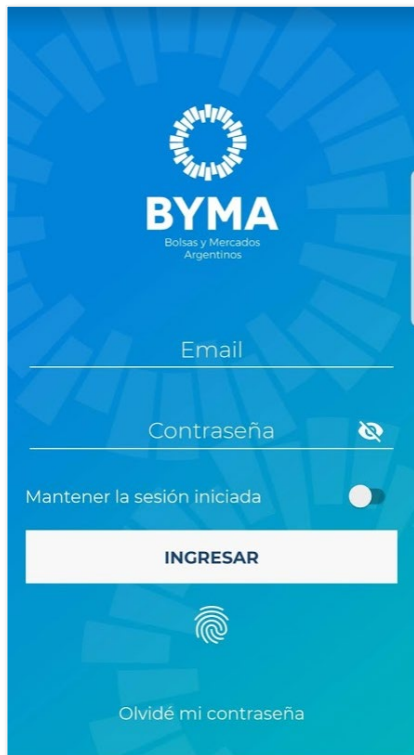 BYMA
Bolsas y Mercados
Argentinos
Email
Contraseña
Mantener la sesión iniciada
INGRESAR
Olvidé mi contraseña